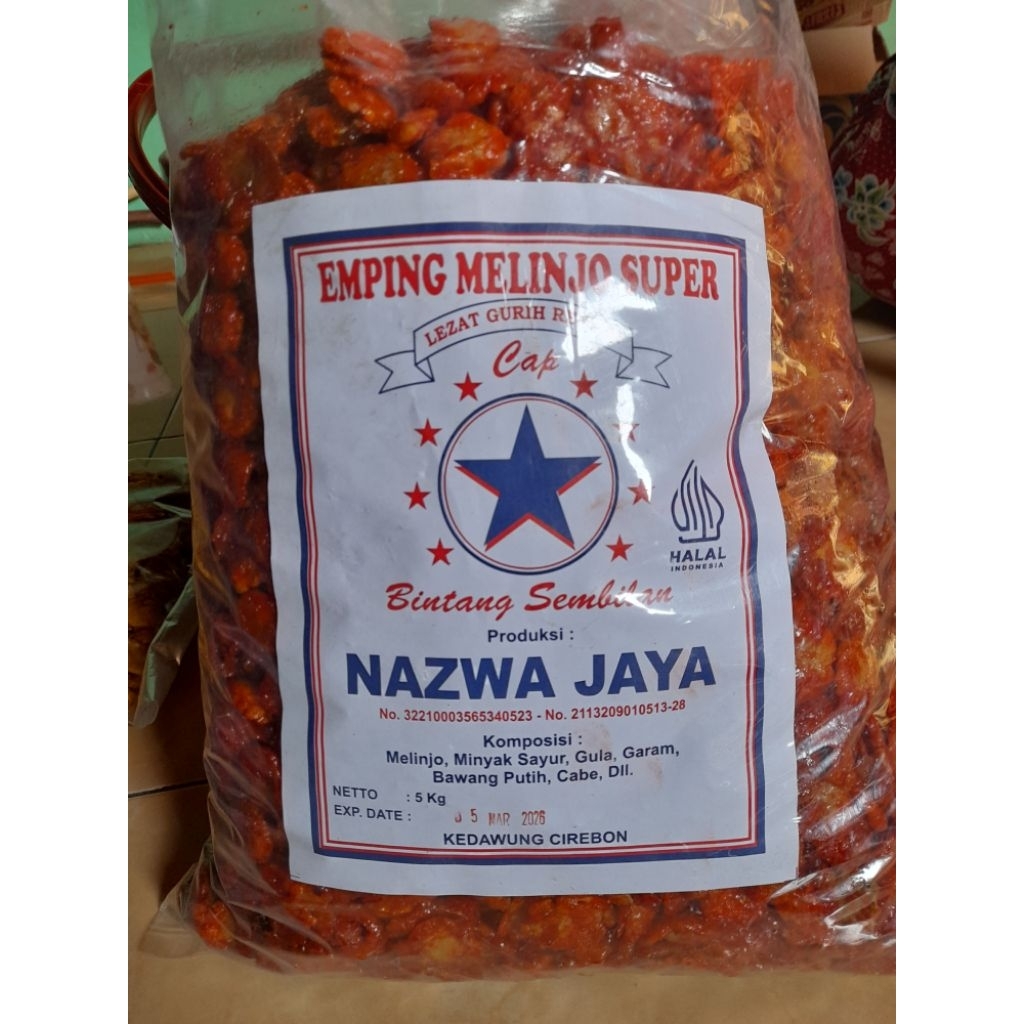 EMPING MELINJO SUPER
LEZAT GURIH
Cap
HALAL
INDONESIA
Bintang Sembilan
Produksi :
NAZWA JAYA
No. 32210003565340523 - No. 2113209010513-28
Komposisi :
Melinjo, Minyak Sayur, Gula, Garam,
Bawang Putih, Cabe, Dll.
NETTO : 5 Kg
EXP. DATE : 05 MAR 2026
KEDAWUNG CIREBON